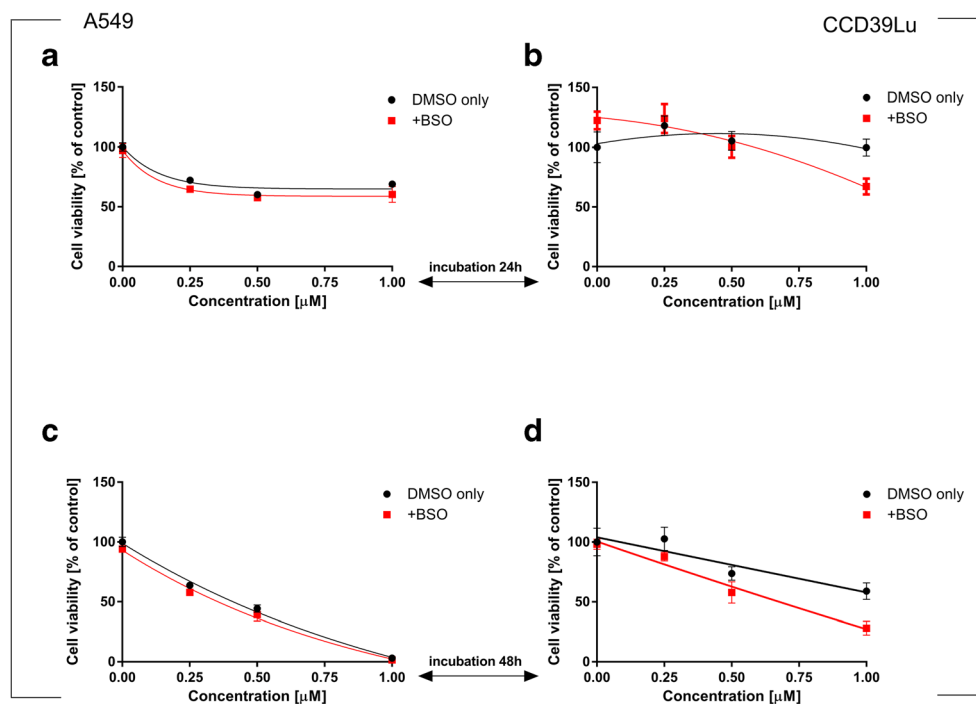 A549
CCD39Lu
a
Cell viability [% of control]
150
100
50
0
0.00
0.25
0.50
0.75
1.00
Concentration [μM]
DMSO only
+BSO
b
Cell viability [% of control]
150
100
50
0
0.00
0.25
0.50
0.75
1.00
Concentration [μM]
DMSO only
+BSO
incubation 24h
c
Cell viability [% of control]
150
100
50
0
0.00
0.25
0.50
0.75
1.00
Concentration [μM]
DMSO only
+BSO
d
Cell viability [% of control]
150
100
50
0
0.00
0.25
0.50
0.75
1.00
Concentration [μM]
DMSO only
+BSO
incubation 48h